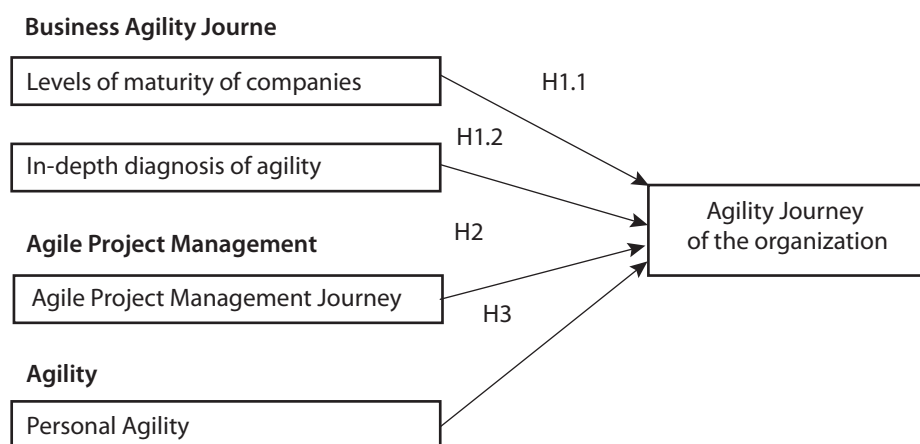 Business Agility Journe
Levels of maturity of companies
H1.1
H1.2
In-depth diagnosis of agility
Agility Journey
of the organization
H2
Agile Project Management
Agile Project Management Journey
H3
Agility
Personal Agility